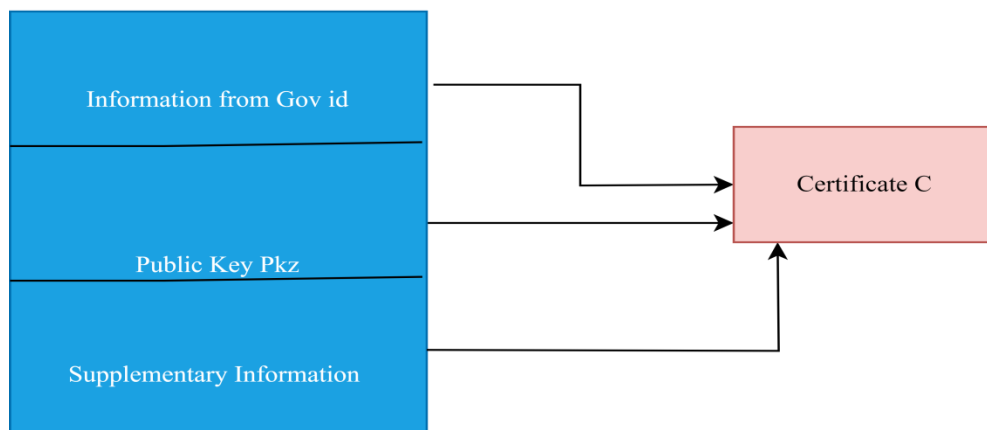 Information from Gov id
Certificate C
Public Key Pkz
Supplementary Information